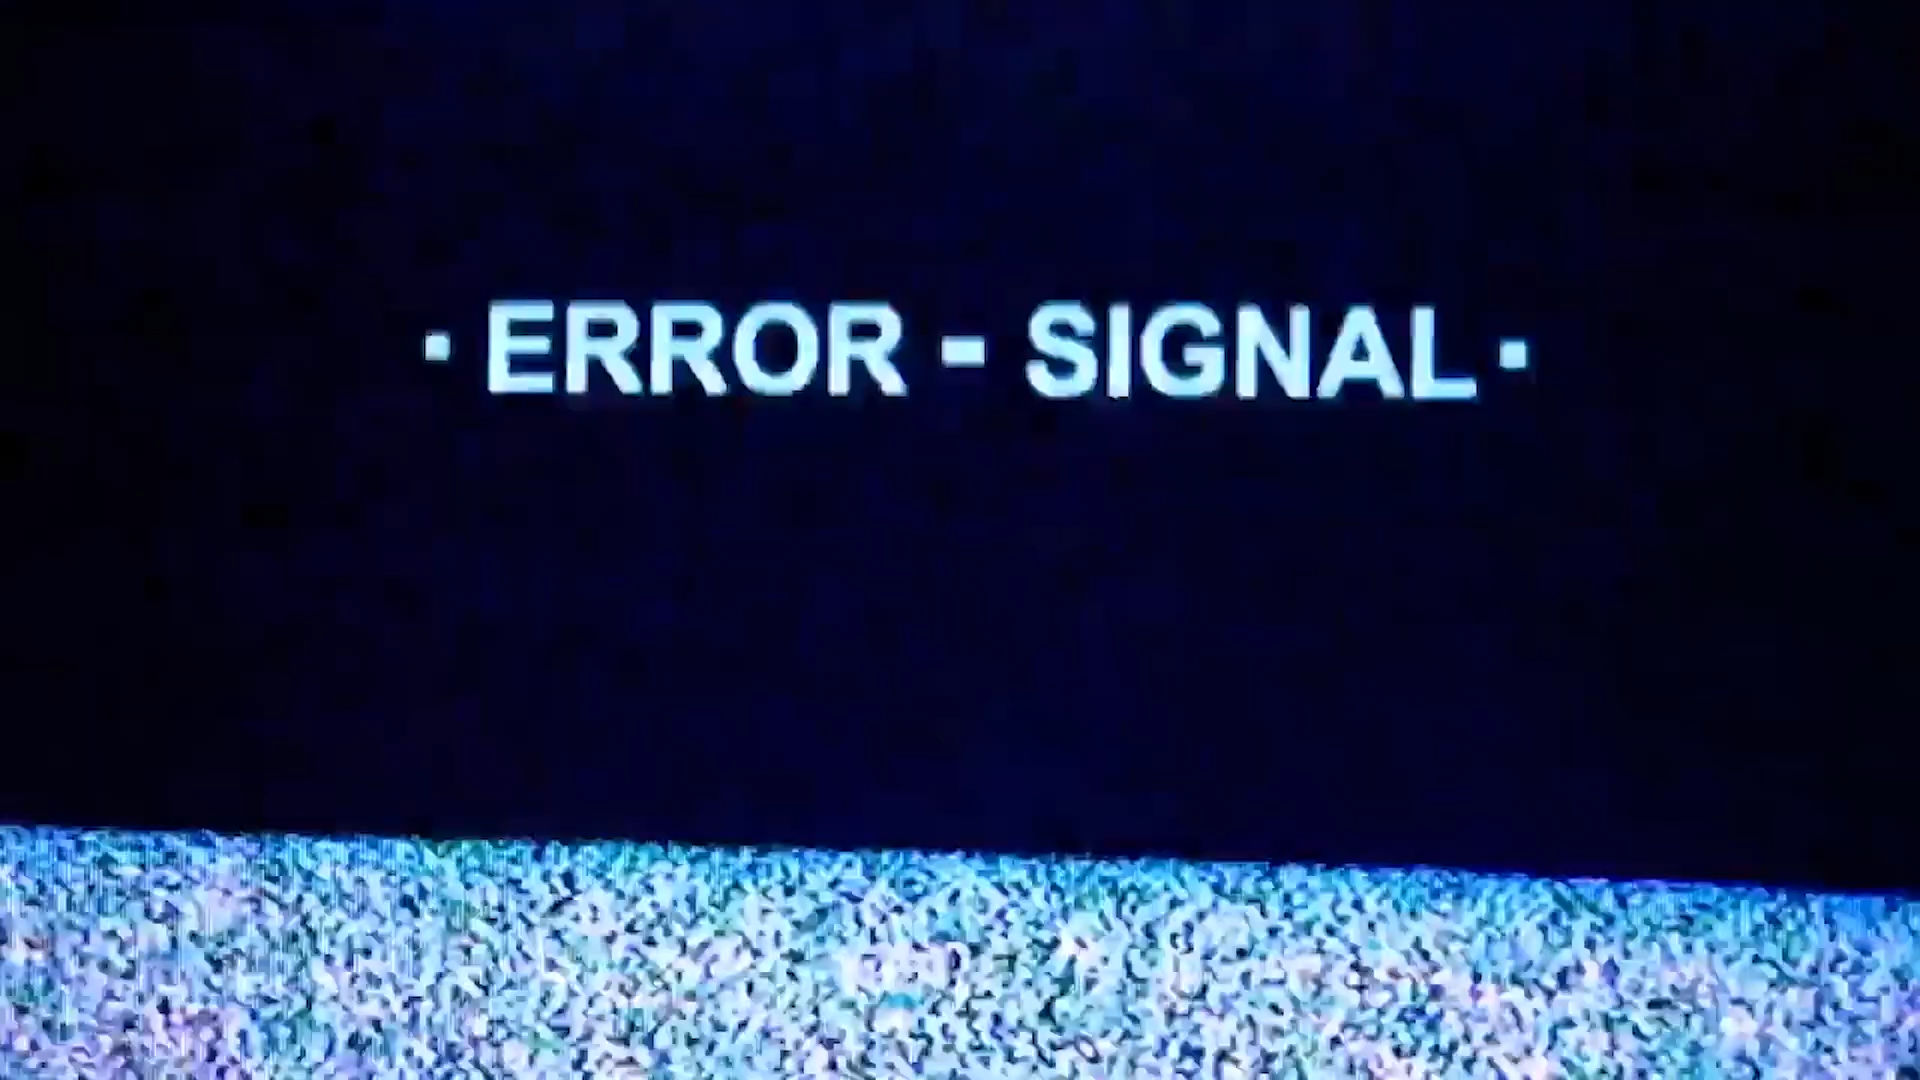 · ERROR - SIGNAL ·